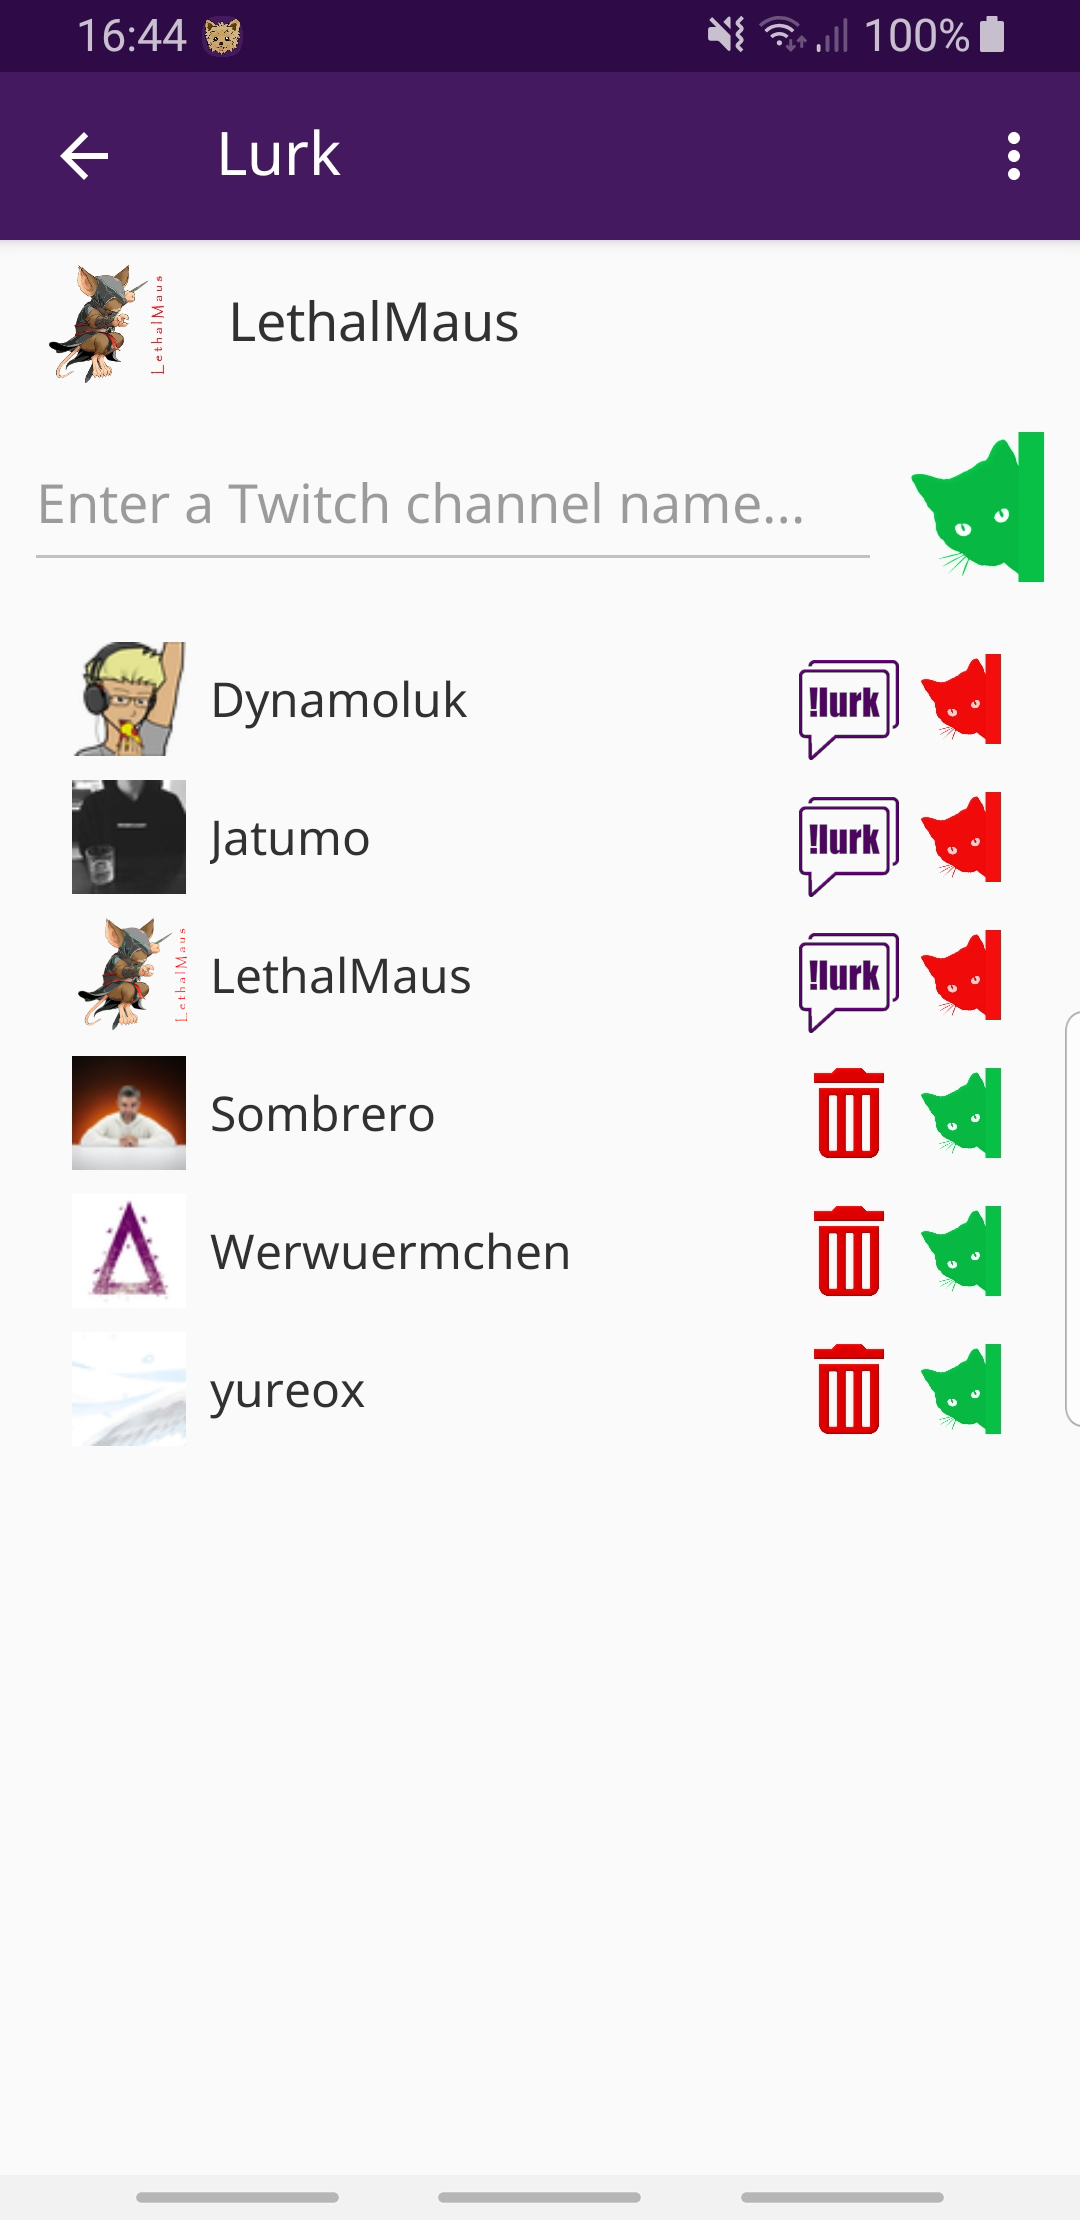 16:44 100%
Lurk
LethalMaus
LethalMaus
Enter a Twitch channel name...
Dynamoluk !lurk
Jatumo !lurk
LethalMaus
LethalMaus !lurk
Sombrero
Werwuermchen
yureox